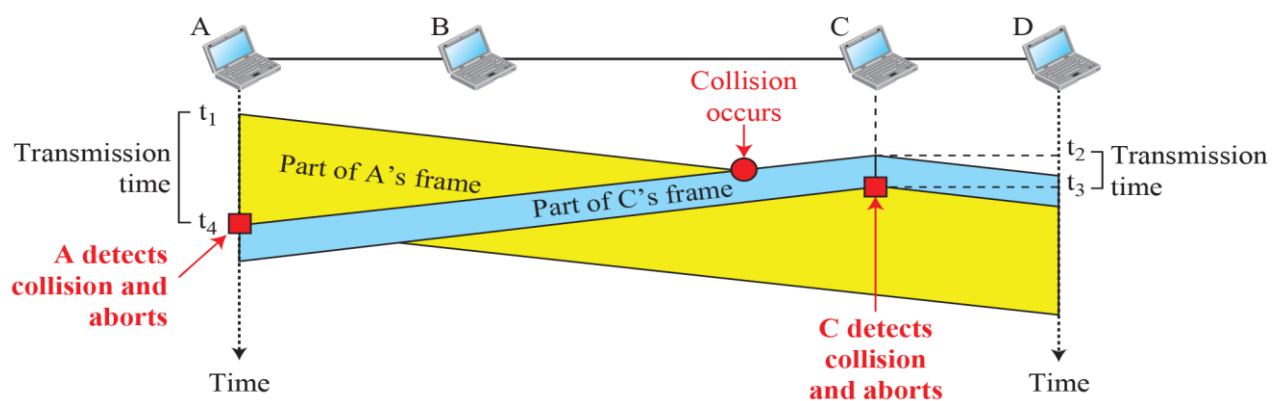 A
B
C
D
Collision
occurs
t1
Transmission
time
t4
Part of A's frame
Part of C's frame
t2
t3
Transmission
time
A detects
collision and
aborts
C detects
collision
and aborts
Time
Time